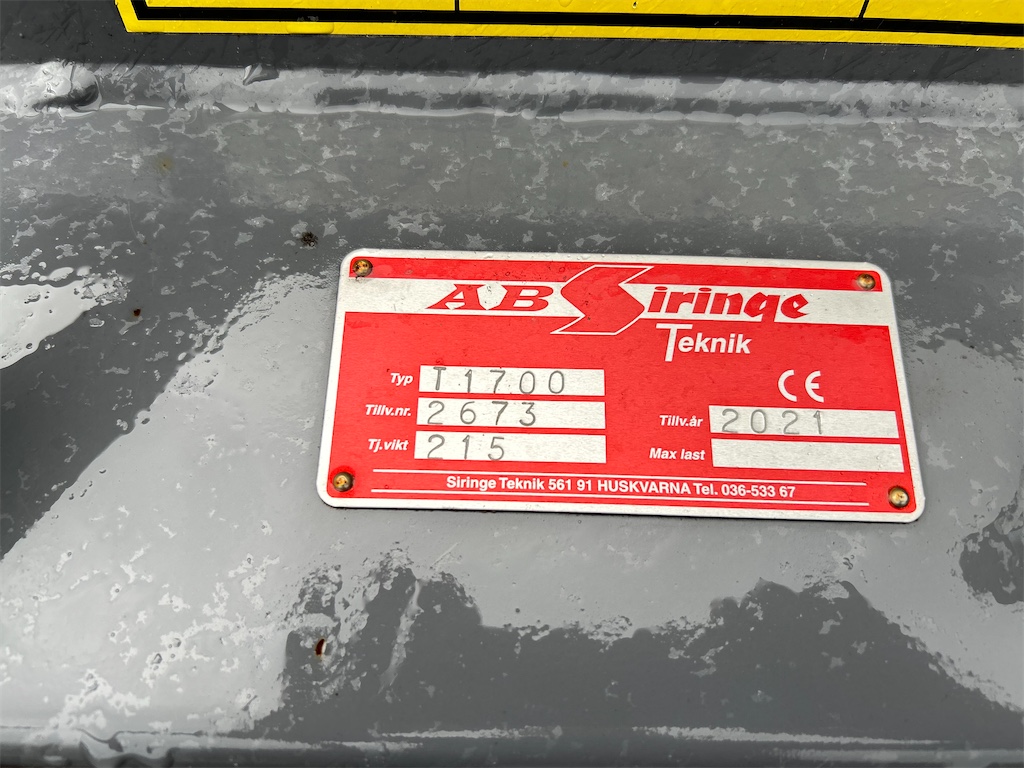 AB Siringe
Teknik
Typ T1700
Tillv.nr. 2673 Tillv.år 2021
Tj.vikt 215 Max last
CE
Siringe Teknik 561 91 HUSKVARNA Tel. 036-533 67